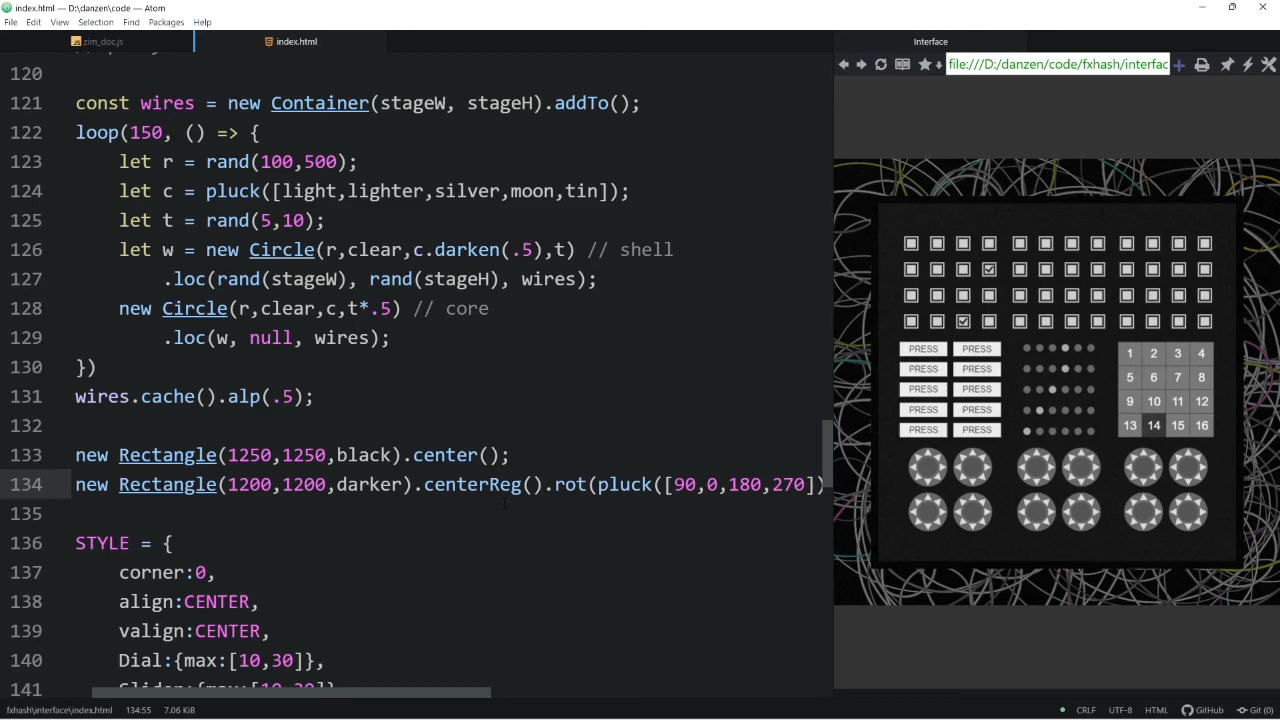 index.html — D:\danzen\code — Atom
File Edit View Selection Find Packages Help
zim_doc.js
index.html
Interface
file:///D:/danzen/code/fxhash/interfac
120
121 const wires = new Container(stageW, stageH).addTo();
122 loop(150, () => {
123 let r = rand(100,500);
124 let c = pluck([light,lighter,silver,moon,tin]);
125 let t = rand(5,10);
126 let w = new Circle(r,clear,c.darken(.5),t) // shell
127 .loc(rand(stageW), rand(stageH), wires);
128 new Circle(r,clear,c,t*.5) // core
129 .loc(w, null, wires);
130 })
131 wires.cache().alp(.5);
132
133 new Rectangle(1250,1250,black).center();
134 new Rectangle(1200,1200,darker).centerReg().rot(pluck([90,0,180,270])
135
136 STYLE = {
137 corner:0,
138 align:CENTER,
139 valign:CENTER,
140 Dial:{max:[10,30]},
141 Slider:{max:[10,30]}
PRESS PRESS
PRESS PRESS
PRESS PRESS
PRESS PRESS
PRESS PRESS
1 2 3 4
5 6 7 8
9 10 11 12
13 14 15 16
fxhash\interface\index.html 134:55 7.06 KiB
CRLF UTF-8 HTML GitHub Git (0)